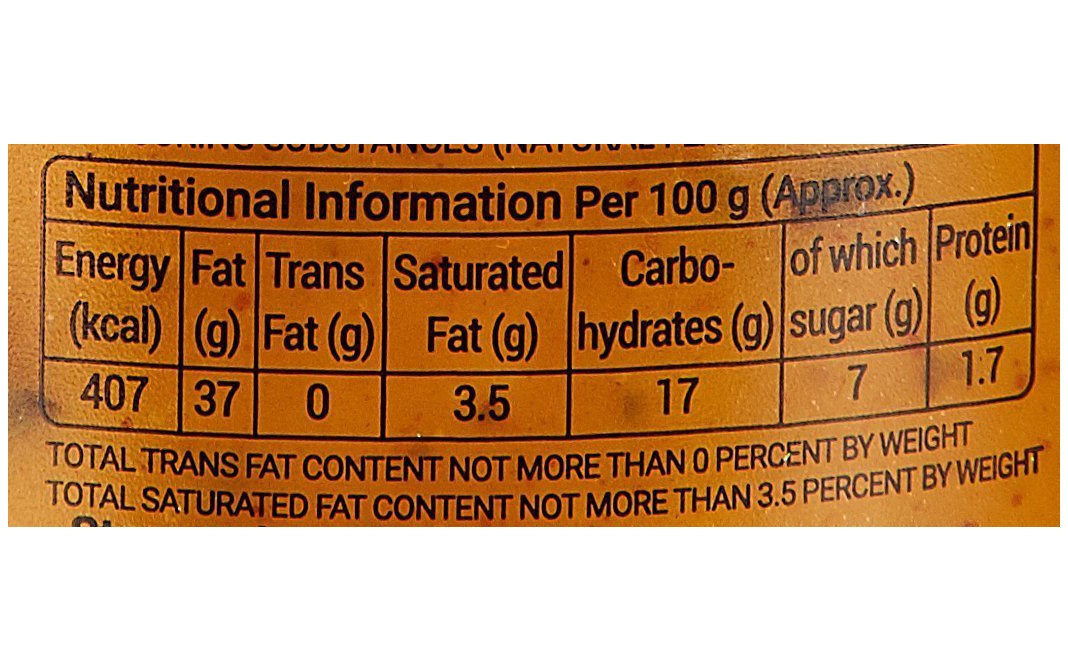 Nutritional Information Per 100 g (Approx.)
Energy (kcal) Fat (g) Trans Fat (g) Saturated Fat (g) Carbo-hydrates (g) of which sugar (g) Protein (g)
407 37 0 3.5 17 7 1.7
TOTAL TRANS FAT CONTENT NOT MORE THAN 0 PERCENT BY WEIGHT
TOTAL SATURATED FAT CONTENT NOT MORE THAN 3.5 PERCENT BY WEIGHT